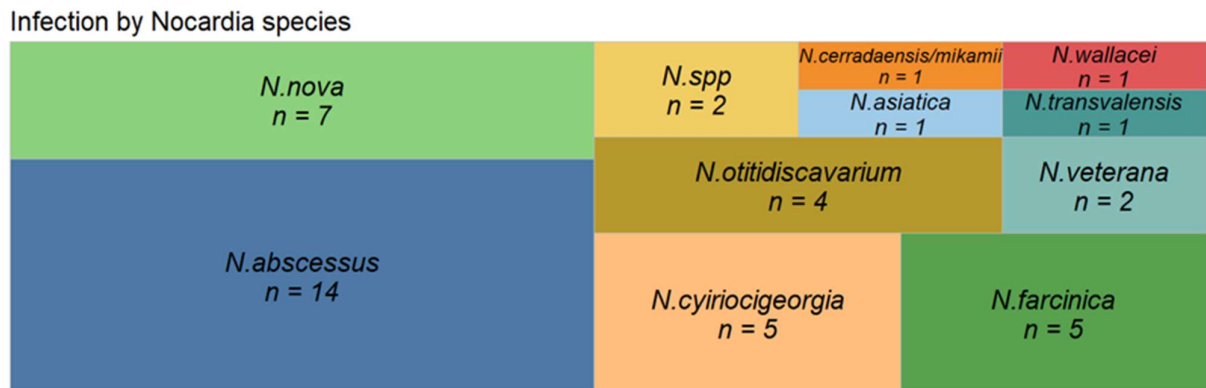 Infection by Nocardia species
N.nova
n = 7
N.abscessus
n = 14
N.spp
n = 2
N.cerradaensis/mikamii
n = 1
N.wallacei
n = 1
N.asiatica
n = 1
N.transvalensis
n = 1
N.otitidiscavarium
n = 4
N.veterana
n = 2
N.cyiriocigeorgia
n = 5
N.farcinica
n = 5